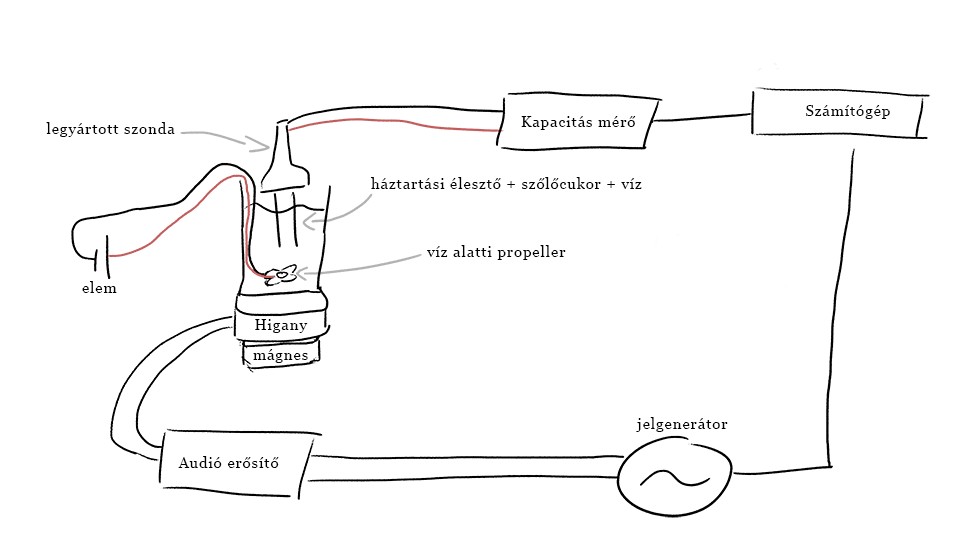 Számítógép
Kapacitás mérő
legyártott szonda
háztartási élesztő + szőlőcukor + víz
víz alatti propeller
elem
Higany
mágnes
jelgenerátor
Audió erősítő